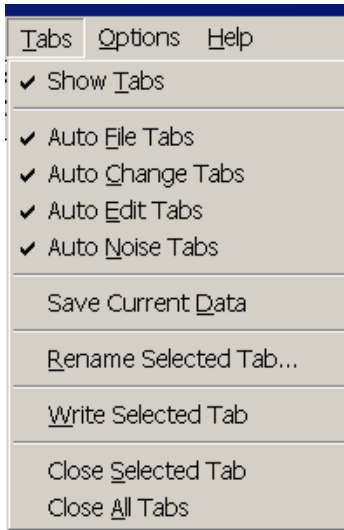 Tabs Options Help
Show Tabs
Auto File Tabs
Auto Change Tabs
Auto Edit Tabs
Auto Noise Tabs
Save Current Data
Rename Selected Tab...
Write Selected Tab
Close Selected Tab
Close All Tabs